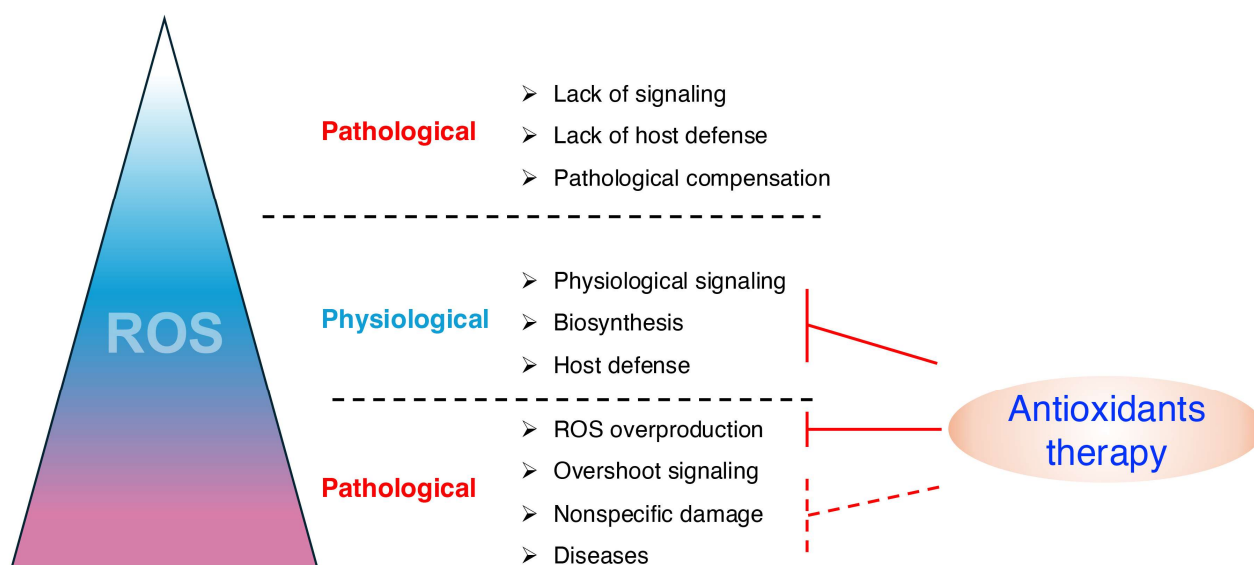 Pathological
➢ Lack of signaling
➢ Lack of host defense
➢ Pathological compensation
ROS
Physiological
➢ Physiological signaling
➢ Biosynthesis
➢ Host defense
Pathological
➢ ROS overproduction
➢ Overshoot signaling
➢ Nonspecific damage
➢ Diseases
Antioxidants
therapy